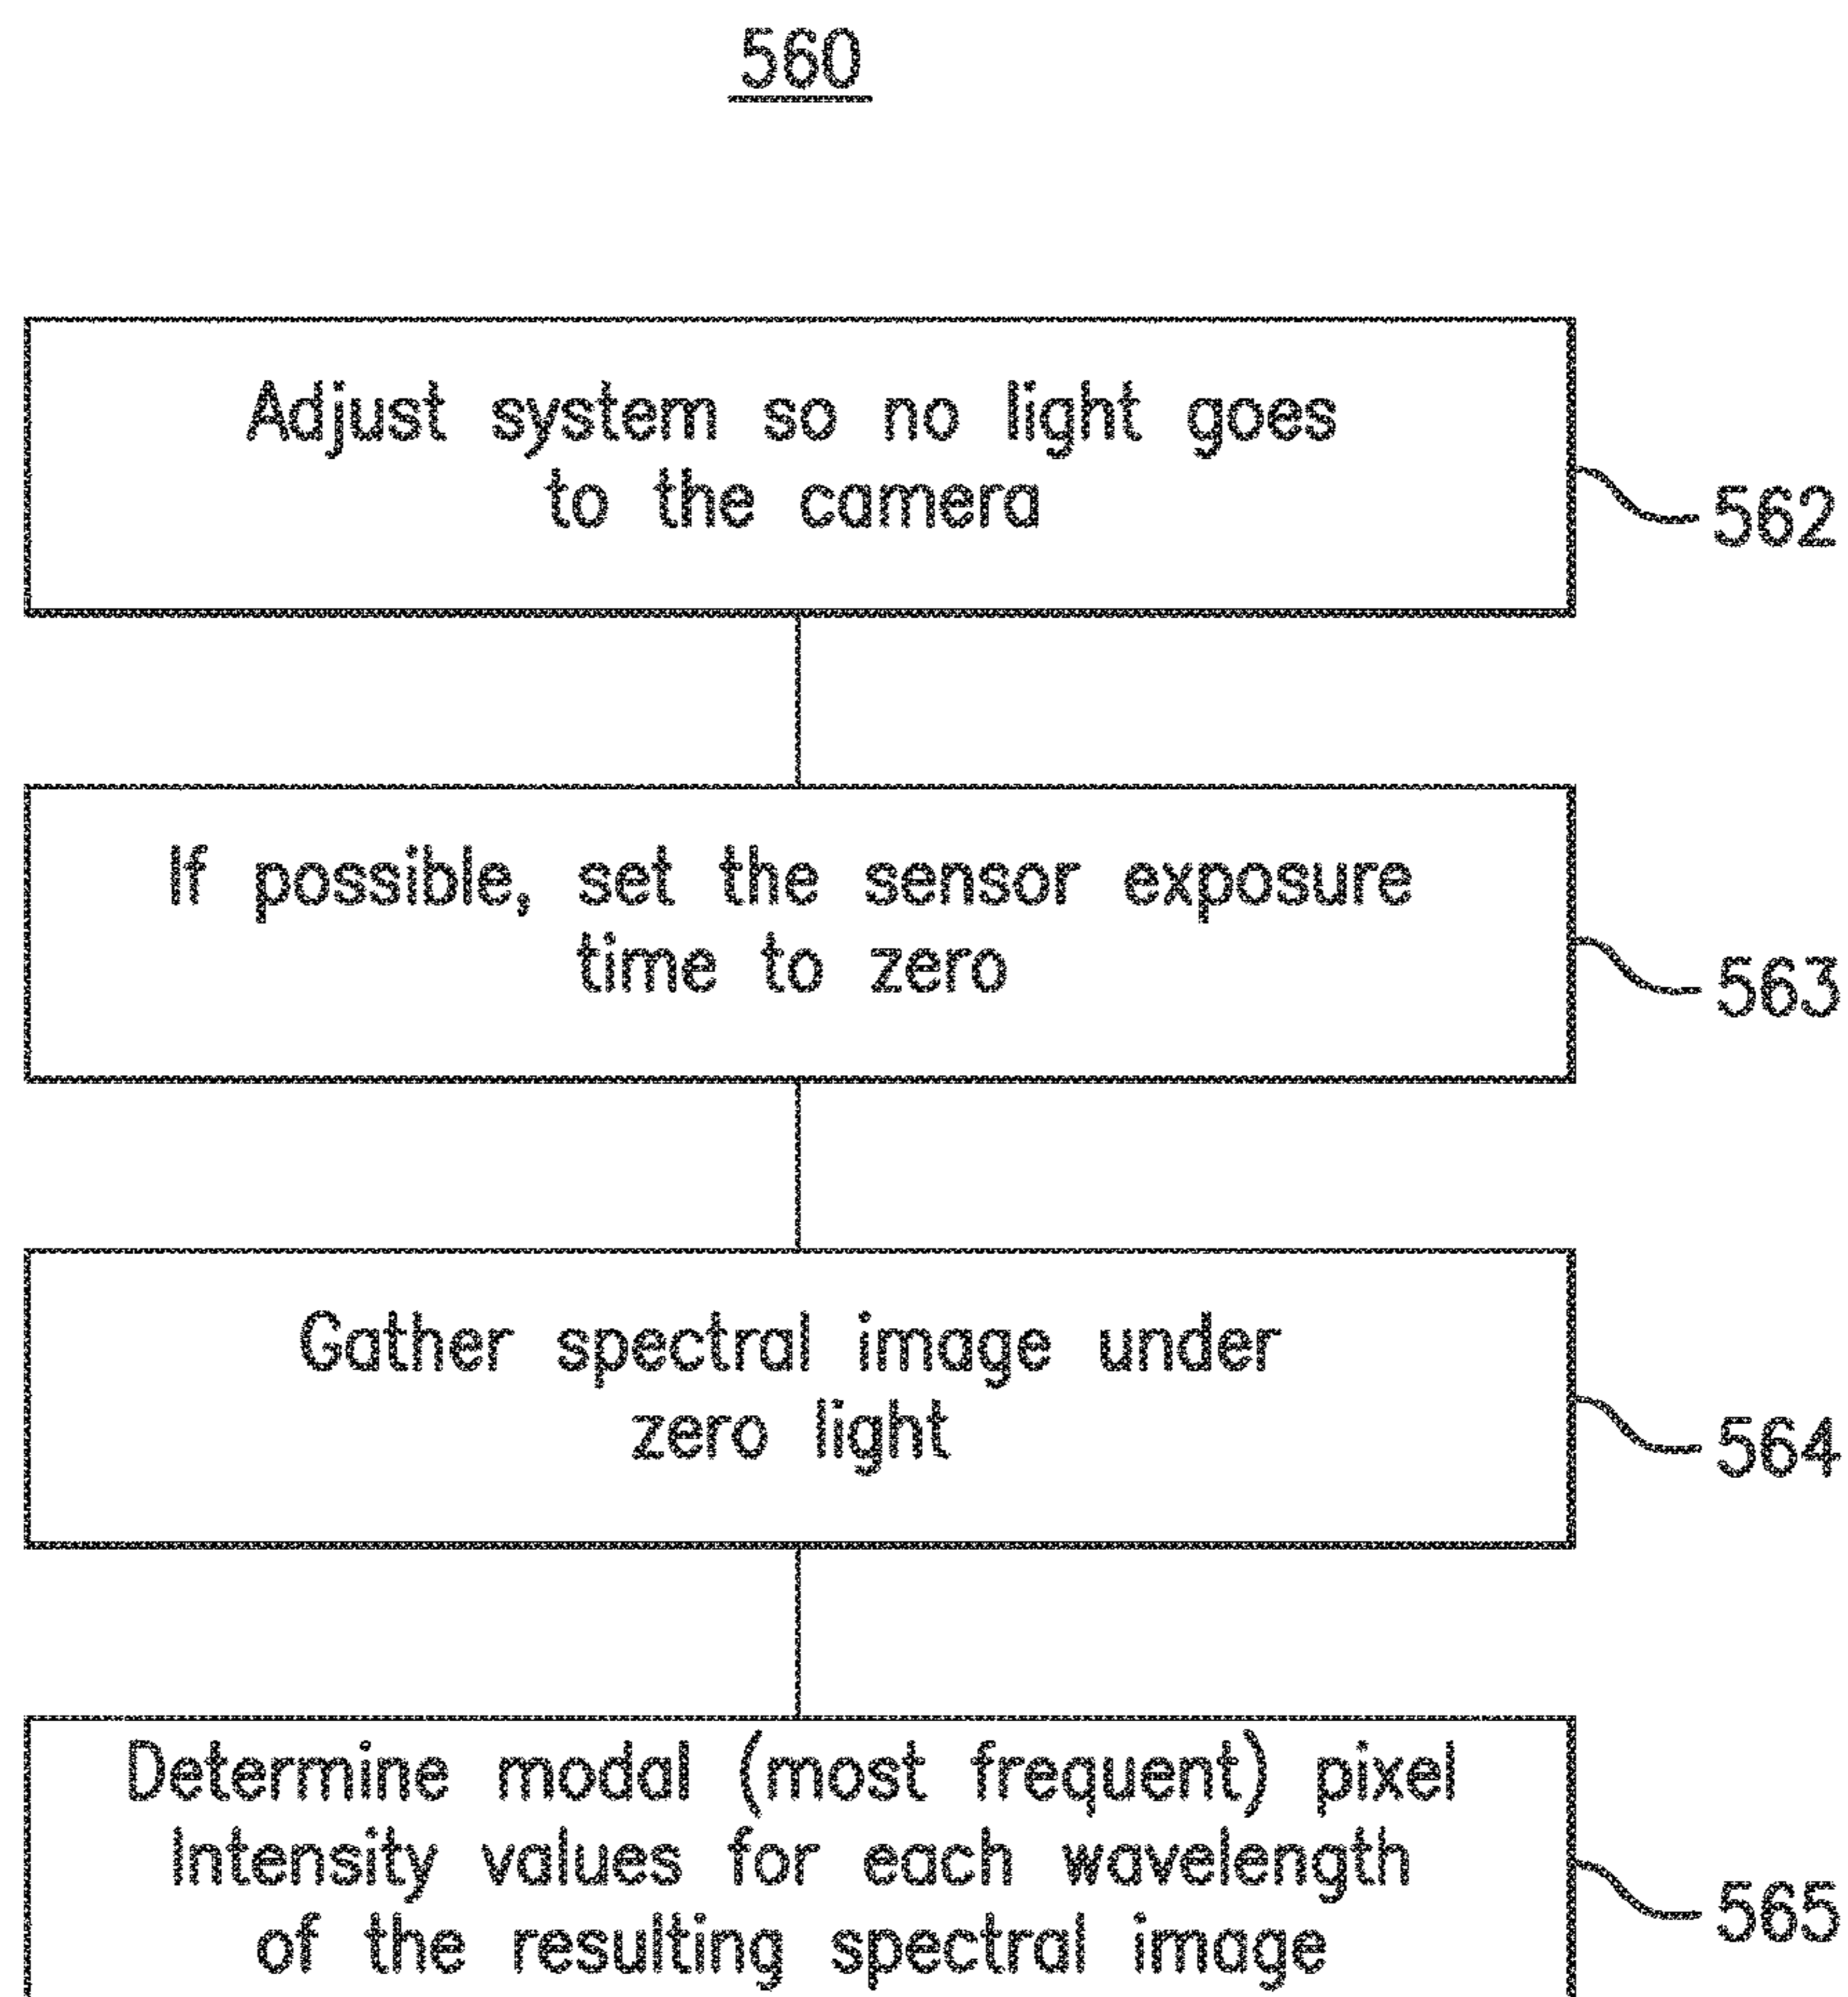 560
Adjust system so no light goes
to the camera
562
If possible, set the sensor exposure
time to zero
563
Gather spectral image under
zero light
564
Determine modal (most frequent) pixel
Intensity values for each wavelength
of the resulting spectral image
565